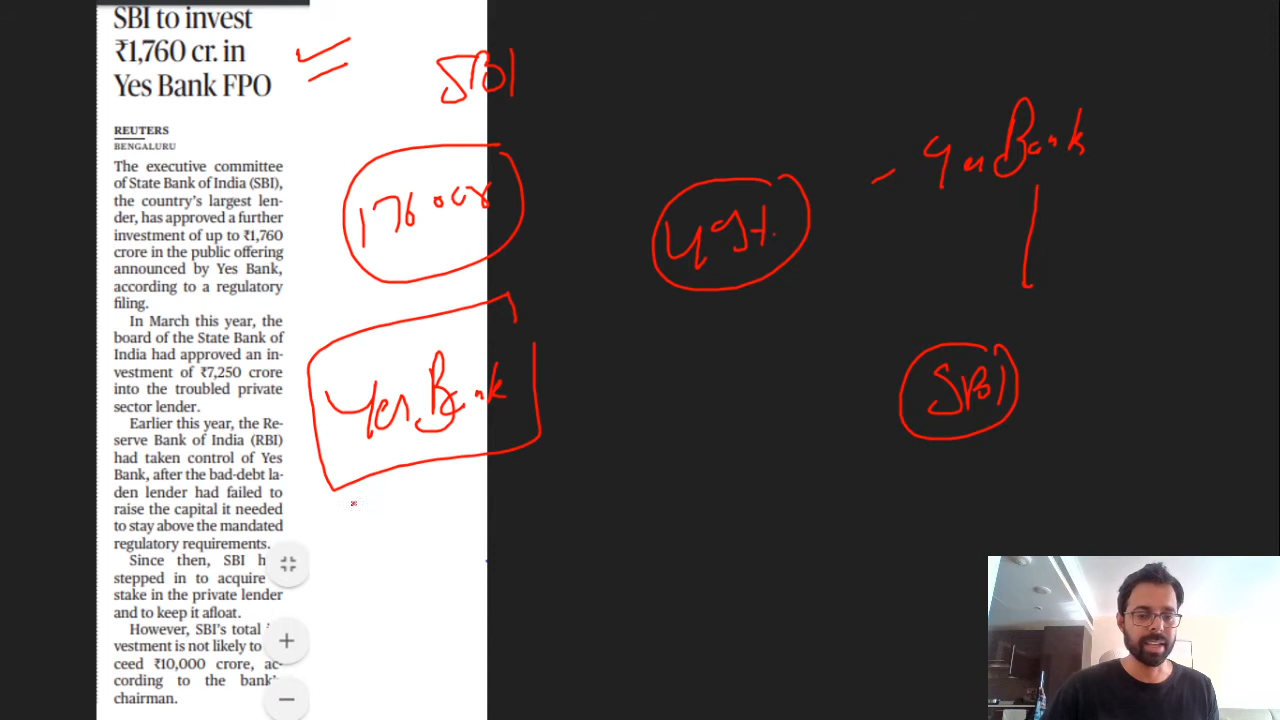 SBI to invest
₹1,760 cr. in
Yes Bank FPO
REUTERS
BENGALURU
The executive committee
of State Bank of India (SBI),
the country's largest len-
der, has approved a further
investment of up to ₹1,760
crore in the public offering
announced by Yes Bank,
according to a regulatory
filing.
In March this year, the
board of the State Bank of
India had approved an in-
vestment of ₹7,250 crore
into the troubled private
sector lender.
Earlier this year, the Re-
serve Bank of India (RBI)
had taken control of Yes
Bank, after the bad-debt la-
den lender had failed to
raise the capital it needed
to stay above the mandated
regulatory requirements.
Since then, SBI h
stepped in to acquire
stake in the private lender
and to keep it afloat.
However, SBI's total i
vestment is not likely to
ceed ₹10,000 crore, ac-
cording to the bank'
chairman.
SBI
1760 cr
Yes Bank
49%.
- Yes Bank
SBI